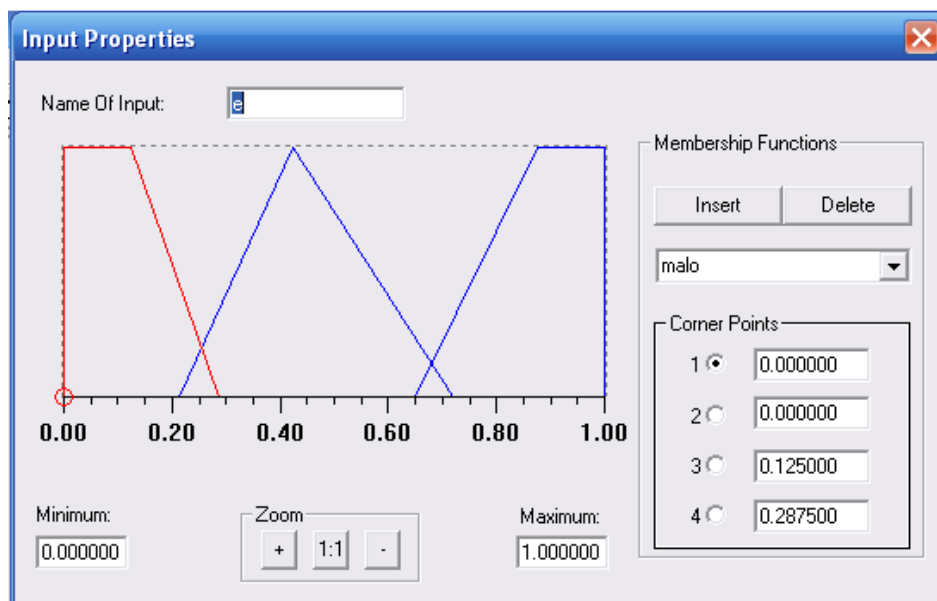 Input Properties
Name Of Input:
e
0.00 0.20 0.40 0.60 0.80 1.00
Minimum:
0.000000
Zoom
+ 1:1 -
Maximum:
1.000000
Membership Functions
Insert Delete
malo
Corner Points
1 0.000000
2 0.000000
3 0.125000
4 0.287500